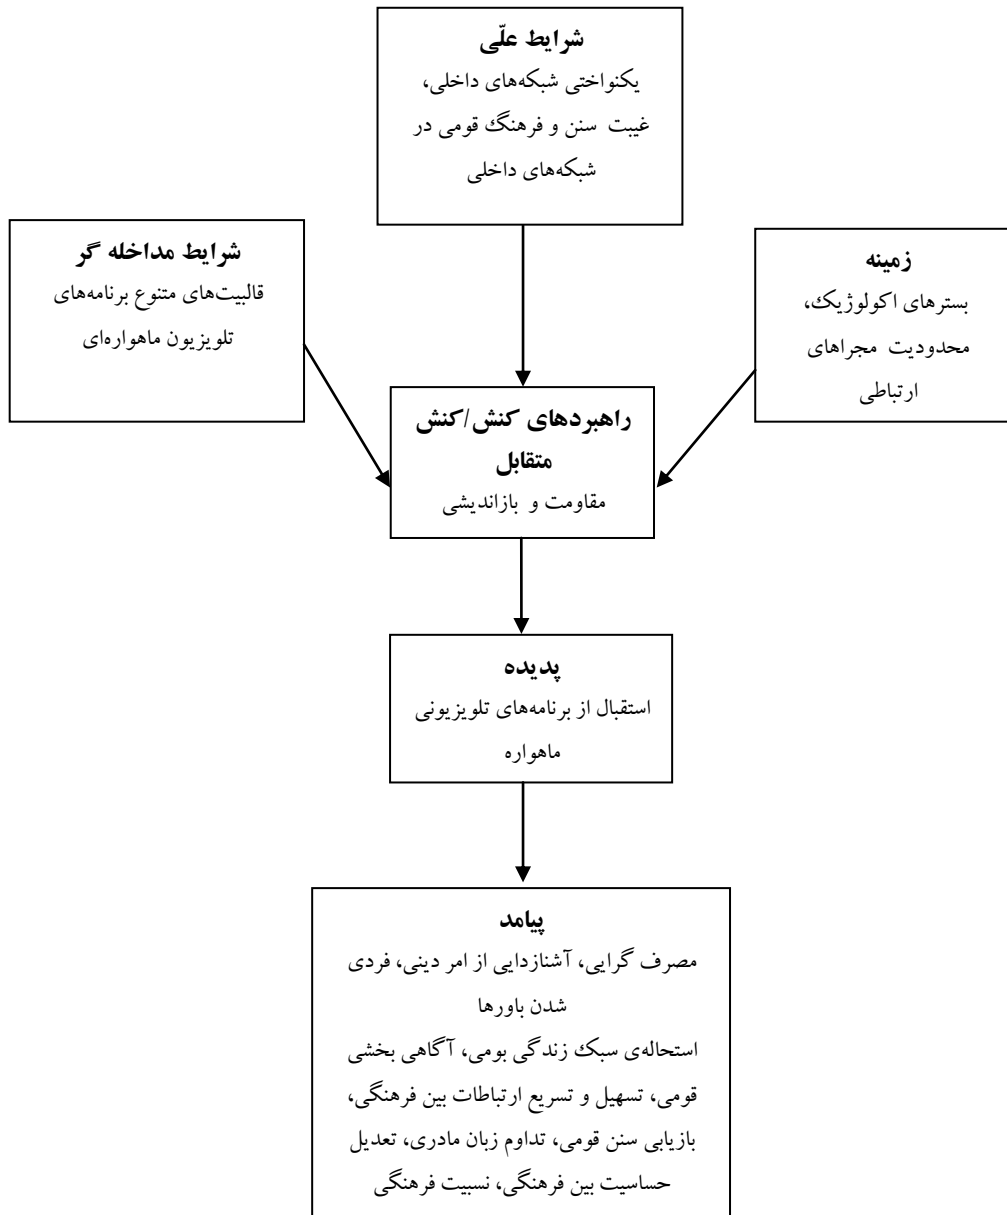 شرایط علّی
یکنواختی شبکه‌های داخلی،
غیبت سنن و فرهنگ قومی در
شبکه‌های داخلی
زمینه
بسترهای اکولوژیک،
محدودیت مجراهای
ارتباطی
شرایط مداخله گر
قالبیت‌های متنوع برنامه‌های
تلویزیون ماهواره‌ای
راهبردهای کنش/کنش
متقابل
مقاومت و بازاندیشی
پدیده
استقبال از برنامه‌های تلویزیونی
ماهواره
پیامد
مصرف گرایی، آشنازدایی از امر دینی، فردی
شدن باورها
استحاله‌ی سبک زندگی بومی، آگاهی بخشی
قومی، تسهیل و تسریع ارتباطات بین فرهنگی،
بازیابی سنن قومی، تداوم زبان مادری، تعدیل
حساسیت بین فرهنگی، نسبیت فرهنگی